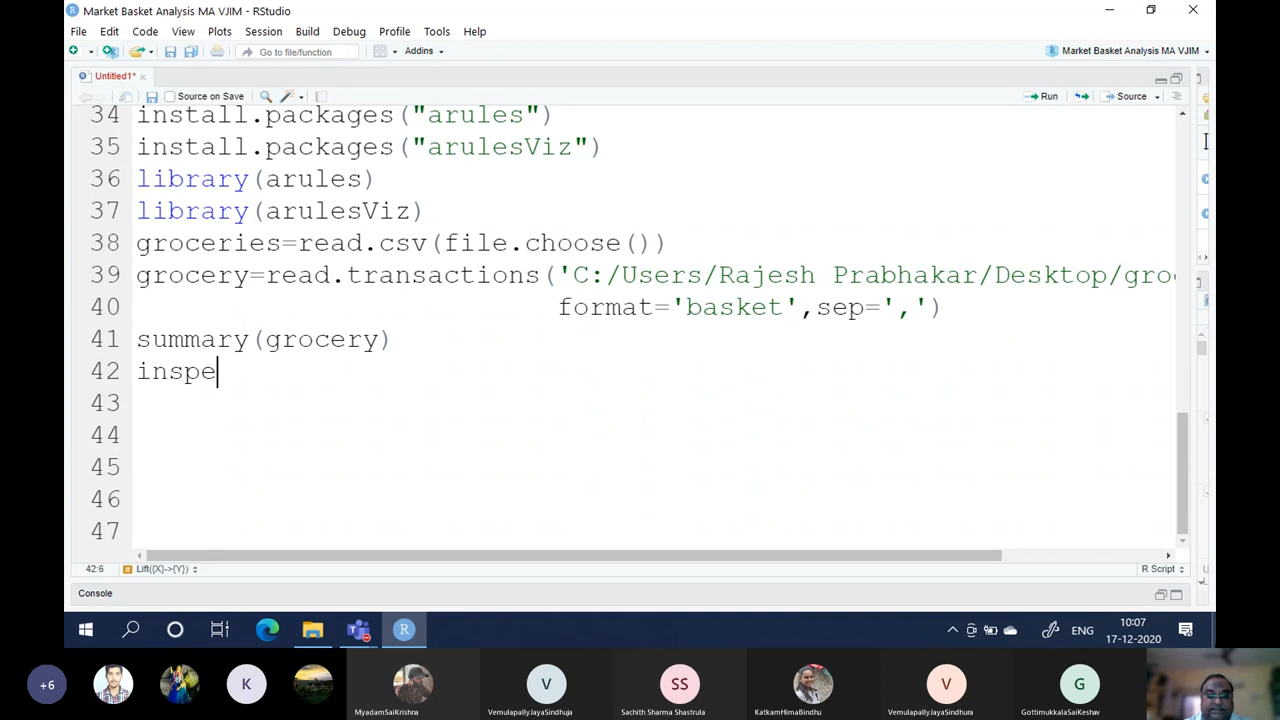 Market Basket Analysis MA VJIM - RStudio
File Edit Code View Plots Session Build Debug Profile Tools Help
Go to file/function Addins Market Basket Analysis MA VJIM
Untitled1*
Source on Save Run Source
34 install.packages("arules")
35 install.packages("arulesViz")
36 library(arules)
37 library(arulesViz)
38 groceries=read.csv(file.choose())
39 grocery=read.transactions('C:/Users/Rajesh Prabhakar/Desktop/groc
40 format='basket',sep=',')
41 summary(grocery)
42 inspe
43
44
45
46
47
42:6 Lift({X}->{Y}) R Script
Console
ENG 10:07
17-12-2020
+6 K V SS V G
MyadamSaiKrishna VemulapallyJayaSindhuja Sachith Sharma Shastrula KatkamHimaBindhu VemulapallyJayaSindhura GottimukkalaSaiKeshav